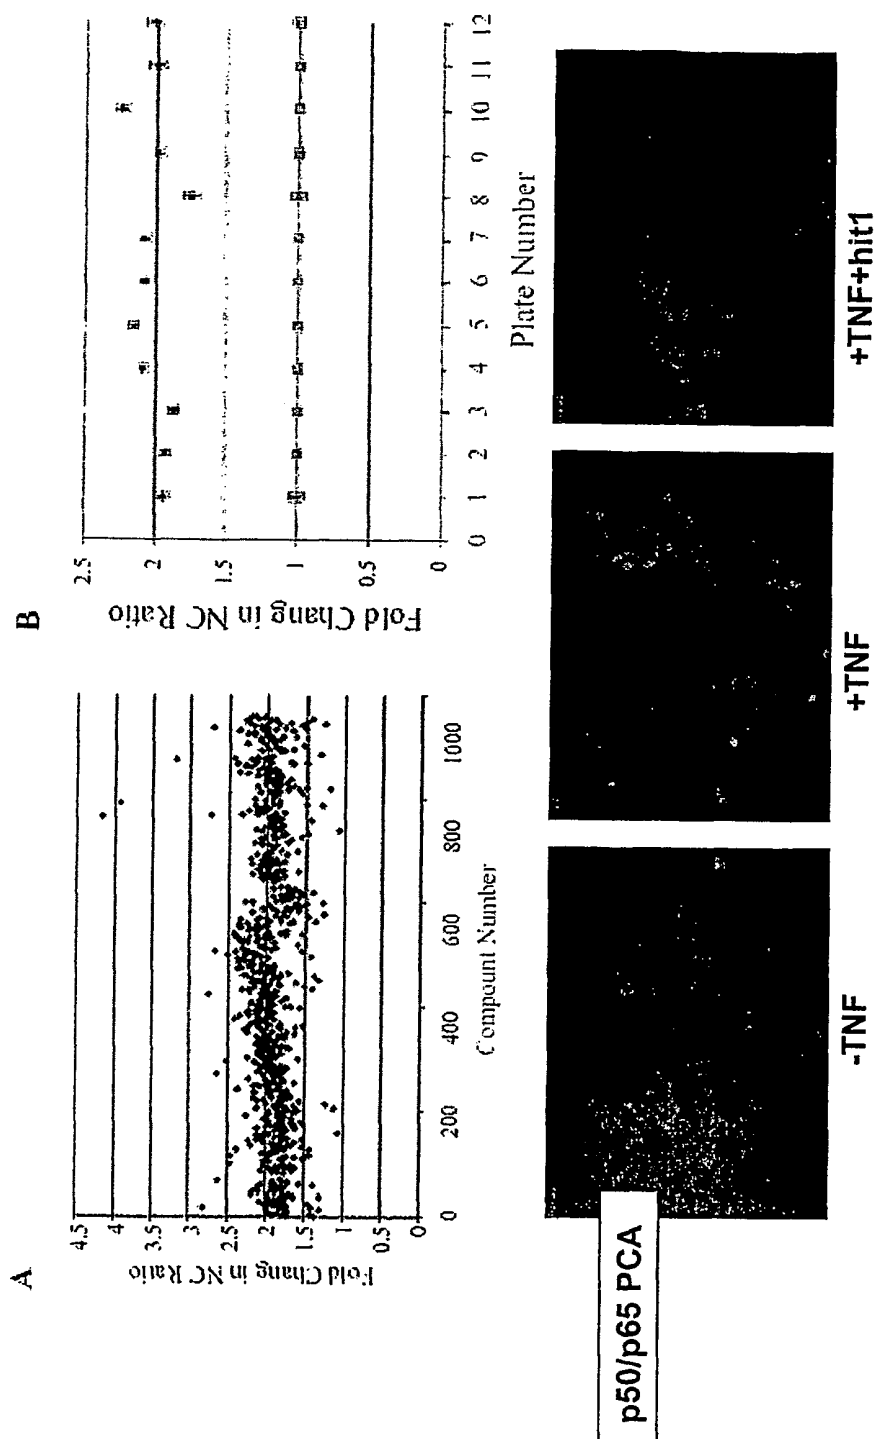 A
Fold Chang in NC Ratio
4.5
4
3.5
3
2.5
2
1.5
1
0.5
0
0 200 400 600 800 1000
Compound Number
B
Fold Chang in NC Ratio
2.5
2
1.5
1
0.5
0
0 1 2 3 4 5 6 7 8 9 10 11 12
Plate Number
p50/p65 PCA
-TNF
+TNF
+TNF+hit1